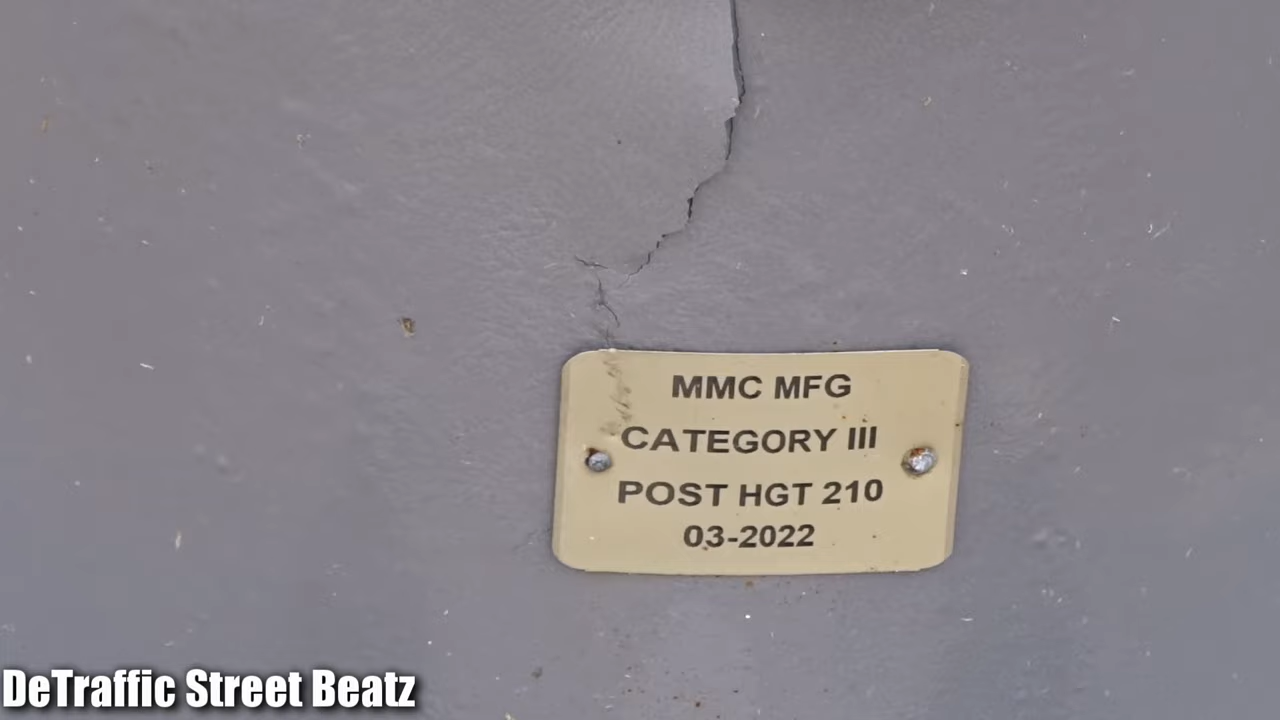 MMC MFG
CATEGORY III
POST HGT 210
03-2022
DeTraffic Street Beatz